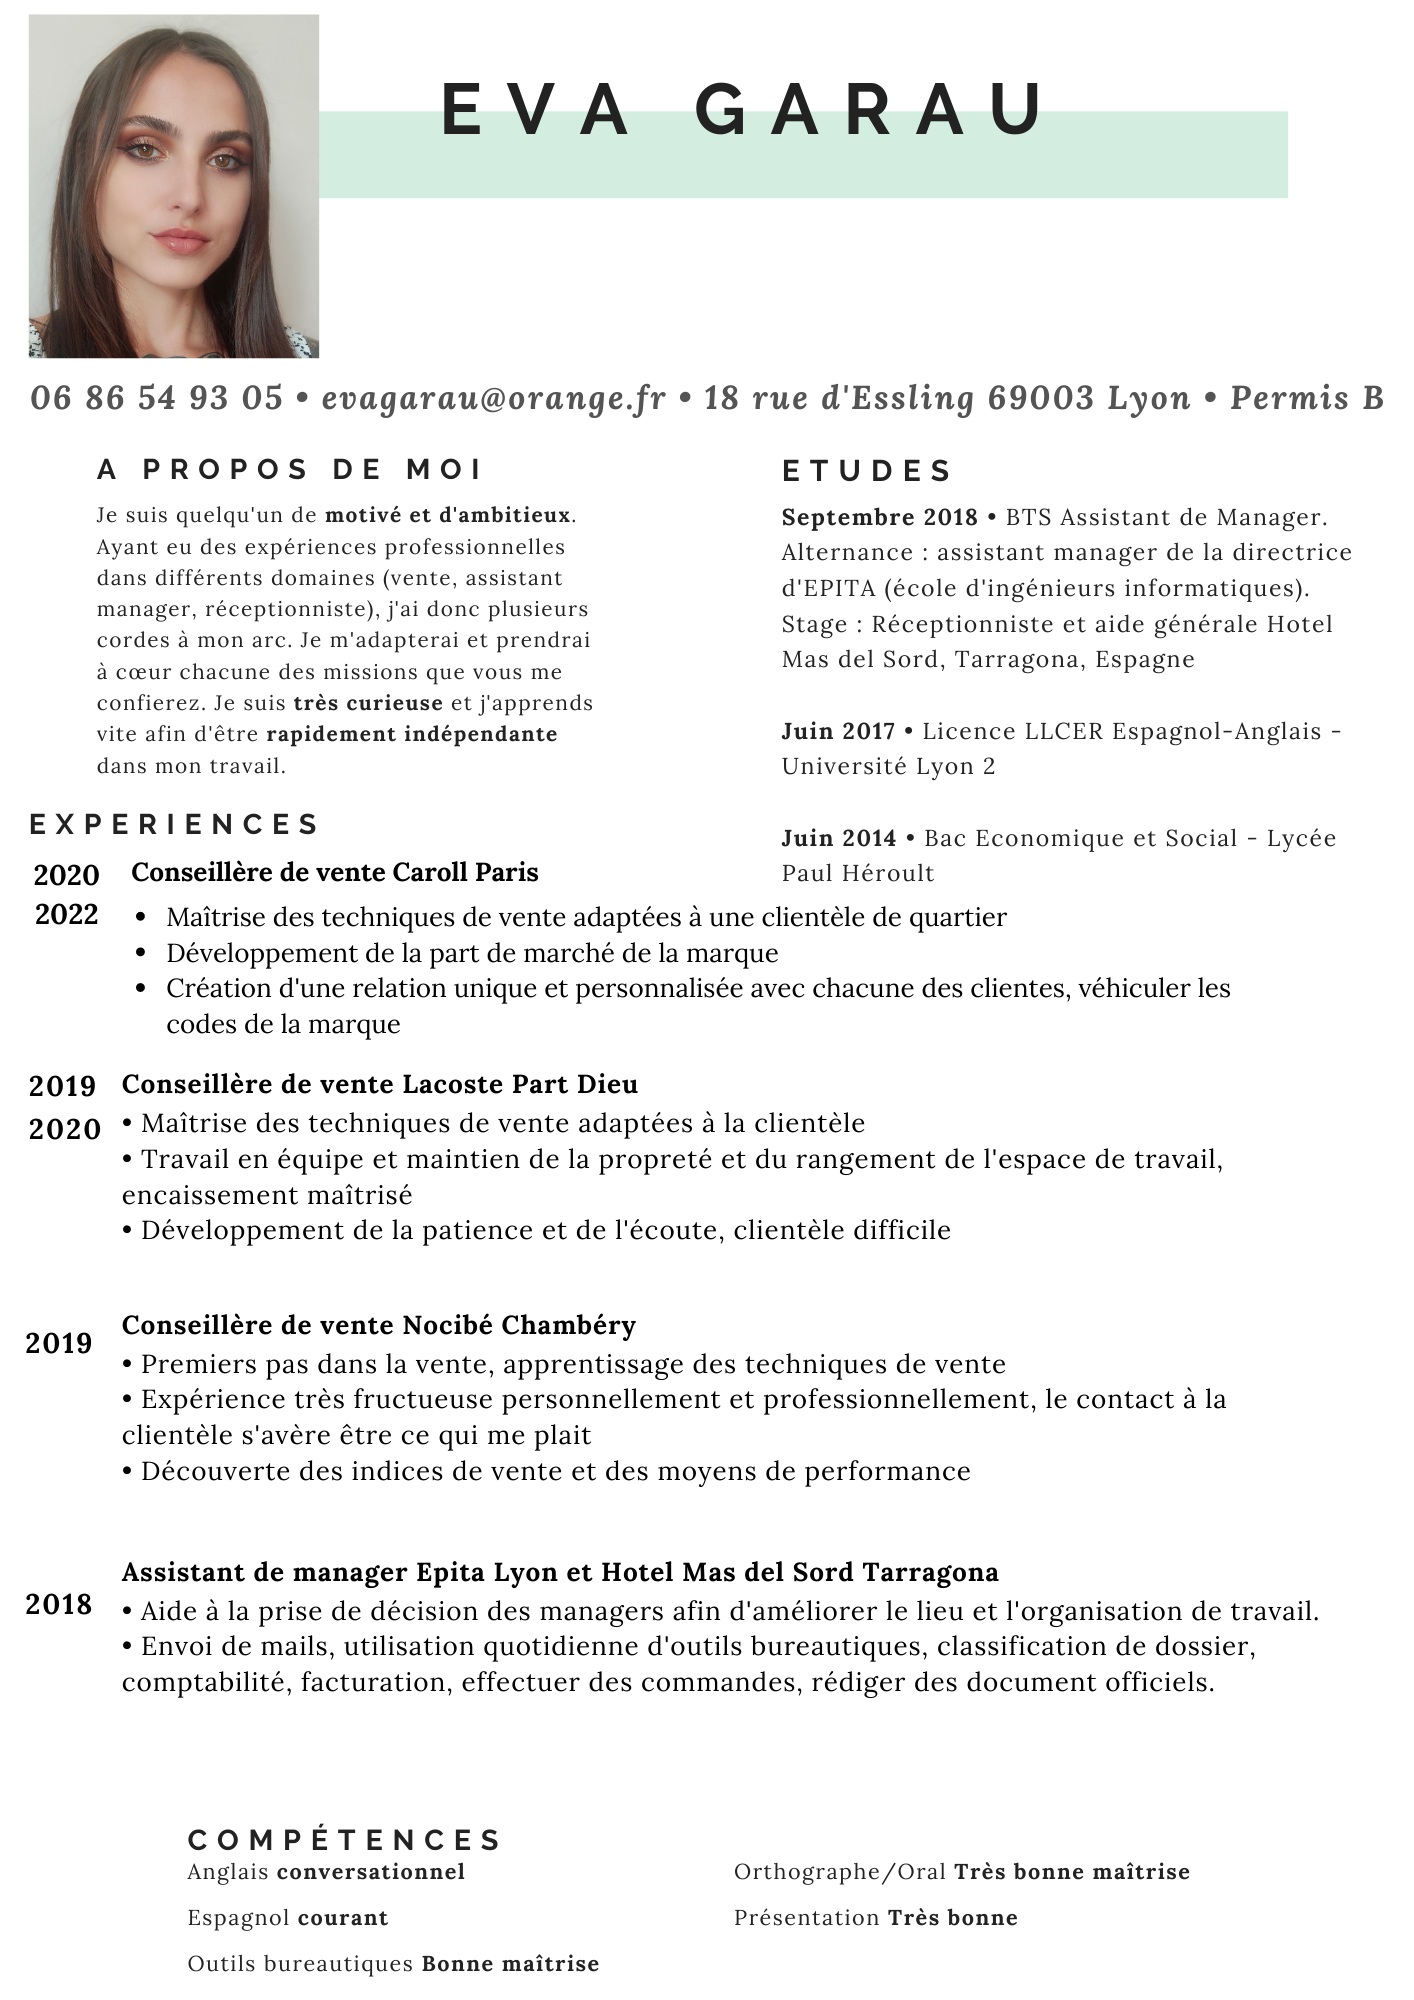 EVA GARAU
06 86 54 93 05 • evagarau@orange.fr • 18 rue d'Essling 69003 Lyon • Permis B
A PROPOS DE MOI
Je suis quelqu'un de motivé et d'ambitieux.
Ayant eu des expériences professionnelles
dans différents domaines (vente, assistant
manager, réceptionniste), j'ai donc plusieurs
cordes à mon arc. Je m'adapterai et prendrai
à cœur chacune des missions que vous me
confierez. Je suis très curieuse et j'apprends
vite afin d'être rapidement indépendante
dans mon travail.
ETUDES
Septembre 2018 • BTS Assistant de Manager.
Alternance : assistant manager de la directrice
d'EPITA (école d'ingénieurs informatiques).
Stage : Réceptionniste et aide générale Hotel
Mas del Sord, Tarragona, Espagne
Juin 2017 • Licence LLCER Espagnol-Anglais -
Université Lyon 2
Juin 2014 • Bac Economique et Social - Lycée
Paul Héroult
EXPERIENCES
2020
2022
Conseillère de vente Caroll Paris
• Maîtrise des techniques de vente adaptées à une clientèle de quartier
• Développement de la part de marché de la marque
• Création d'une relation unique et personnalisée avec chacune des clientes, véhiculer les
codes de la marque
2019
2020
Conseillère de vente Lacoste Part Dieu
• Maîtrise des techniques de vente adaptées à la clientèle
• Travail en équipe et maintien de la propreté et du rangement de l'espace de travail,
encaissement maîtrisé
• Développement de la patience et de l'écoute, clientèle difficile
2019
Conseillère de vente Nocibé Chambéry
• Premiers pas dans la vente, apprentissage des techniques de vente
• Expérience très fructueuse personnellement et professionnellement, le contact à la
clientèle s'avère être ce qui me plait
• Découverte des indices de vente et des moyens de performance
2018
Assistant de manager Epita Lyon et Hotel Mas del Sord Tarragona
• Aide à la prise de décision des managers afin d'améliorer le lieu et l'organisation de travail.
• Envoi de mails, utilisation quotidienne d'outils bureautiques, classification de dossier,
comptabilité, facturation, effectuer des commandes, rédiger des document officiels.
COMPÉTENCES
Anglais conversationnel
Espagnol courant
Outils bureautiques Bonne maîtrise
Orthographe/Oral Très bonne maîtrise
Présentation Très bonne